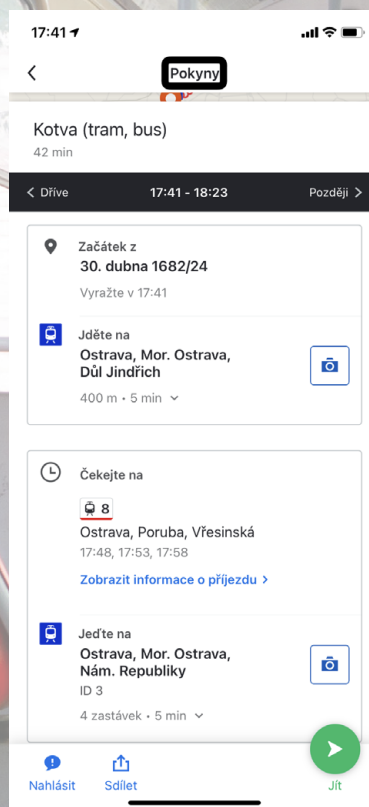 17:41
Pokyny
Kotva (tram, bus)
42 min
Dříve
17:41 - 18:23
Později
Začátek z
30. dubna 1682/24
Vyražte v 17:41
Jděte na
Ostrava, Mor. Ostrava,
Důl Jindřich
400 m • 5 min
Čekejte na
8
Ostrava, Poruba, Vřesinská
17:48, 17:53, 17:58
Zobrazit informace o příjezdu >
Jeďte na
Ostrava, Mor. Ostrava,
Nám. Republiky
ID 3
4 zastávek • 5 min
Nahlásit
Sdílet
Jít